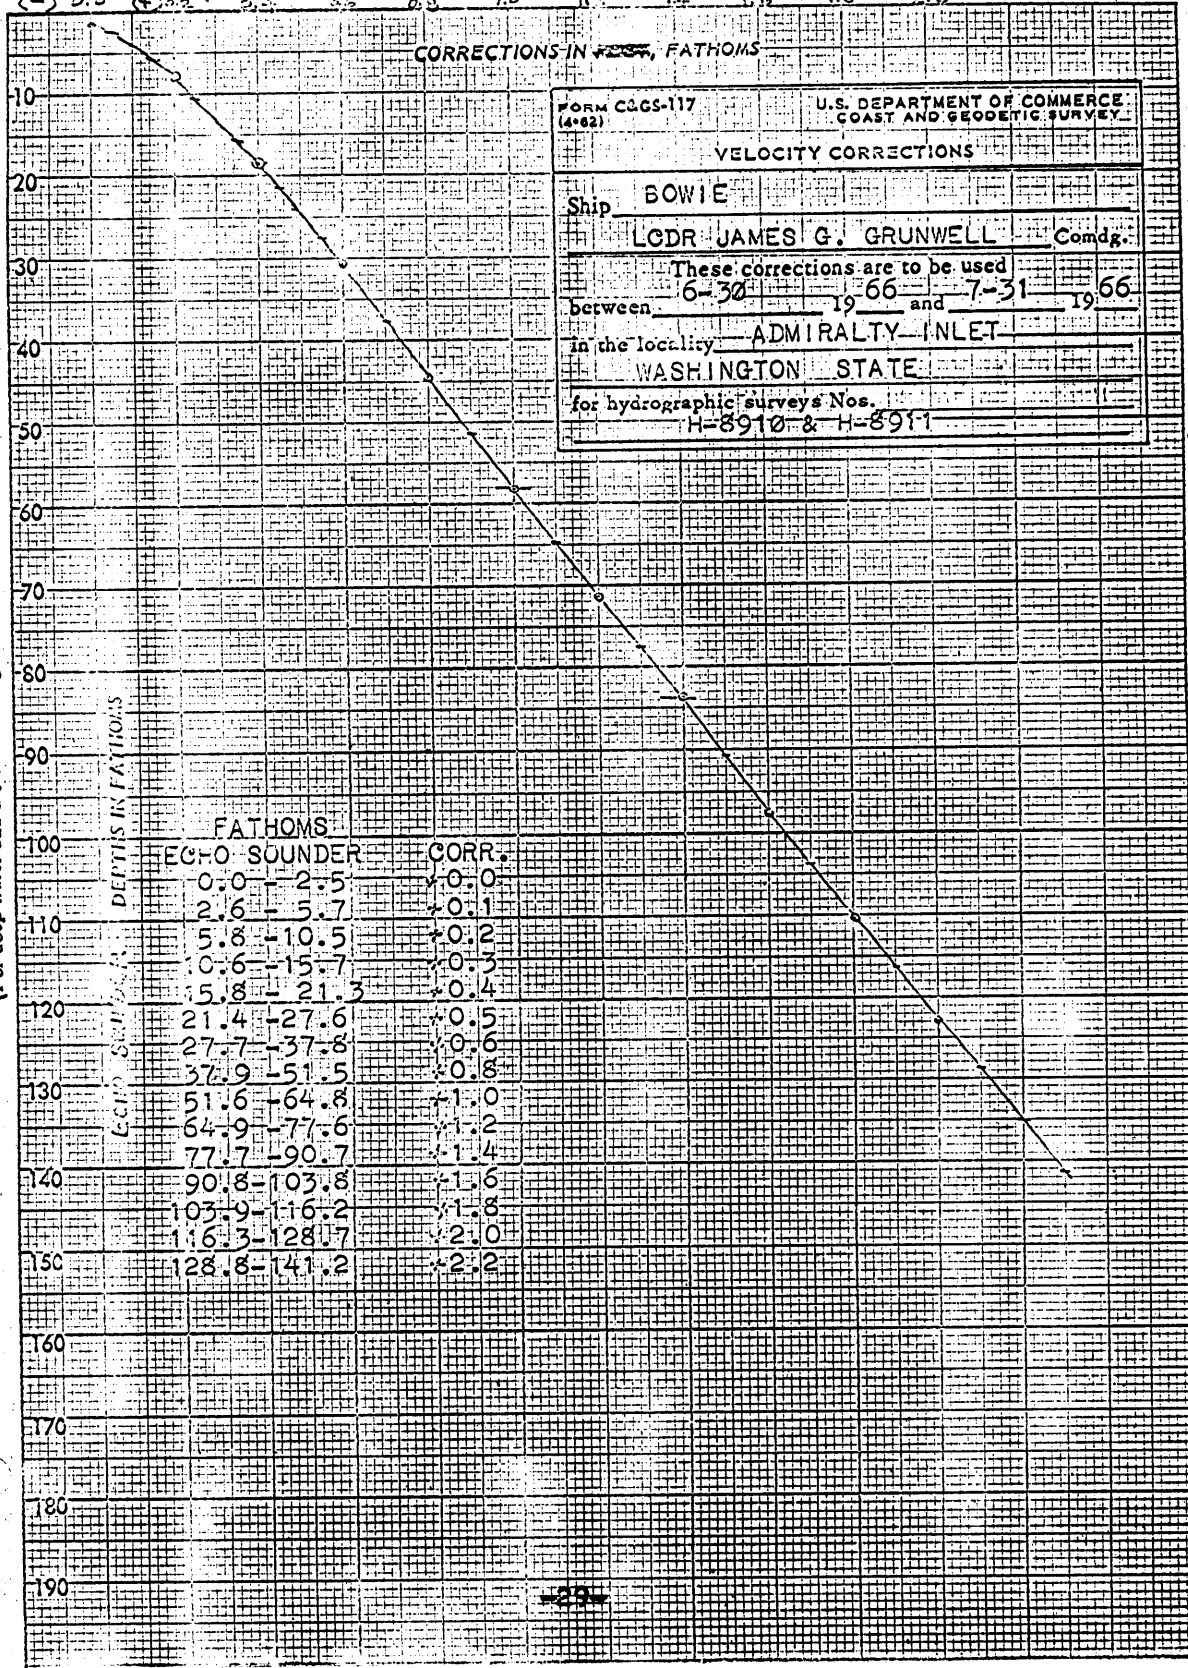 CORRECTIONS IN FEET, FATHOMS
FORM C&GS-117
(4-62)
U.S. DEPARTMENT OF COMMERCE
COAST AND GEODETIC SURVEY
VELOCITY CORRECTIONS
Ship BOWIE
LCDR JAMES G. GRUNWELL Comdg.
These corrections are to be used
between 6-30 1966 and 7-31 1966
in the locality ADMIRALTY INLET
WASHINGTON STATE
for hydrographic surveys Nos.
H-8910 & H-8911
10
20
30
40
50
60
70
80
90
100
110
120
130
140
150
160
170
180
190
DEPTHS IN FATHOMS
FATHOMS
ECHO SOUNDER CORR.
0.0 - 2.5 +0.0
2.6 - 5.7 +0.1
5.8 -10.5 +0.2
10.6 -15.7 +0.3
15.8 -21.3 +0.4
21.4 -27.6 +0.5
27.7 -37.8 +0.6
37.9 -51.5 +0.8
51.6 -64.8 +1.0
64.9 -77.6 +1.2
77.7 -90.7 +1.4
90.8-103.8 +1.6
103.9-116.2 +1.8
116.3-128.7 +2.0
128.8-141.2 +2.2
-29-